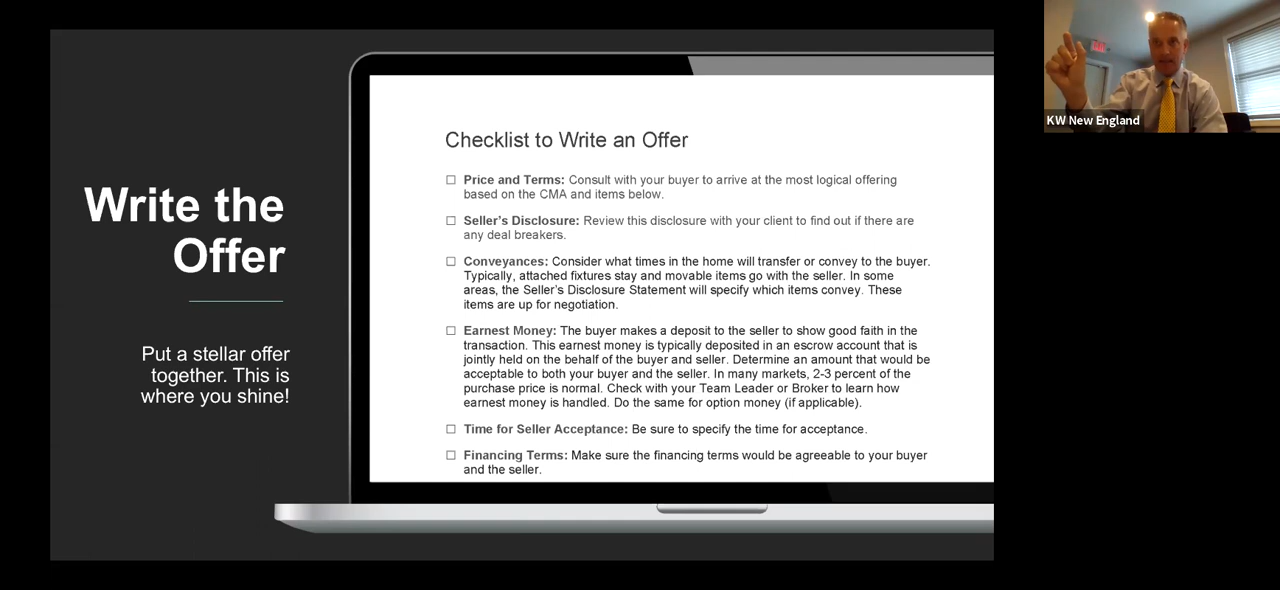 Write the
Offer
Put a stellar offer
together. This is
where you shine!
Checklist to Write an Offer
Price and Terms: Consult with your buyer to arrive at the most logical offering
based on the CMA and items below.
Seller's Disclosure: Review this disclosure with your client to find out if there are
any deal breakers.
Conveyances: Consider what times in the home will transfer or convey to the buyer.
Typically, attached fixtures stay and movable items go with the seller. In some
areas, the Seller's Disclosure Statement will specify which items convey. These
items are up for negotiation.
Earnest Money: The buyer makes a deposit to the seller to show good faith in the
transaction. This earnest money is typically deposited in an escrow account that is
jointly held on the behalf of the buyer and seller. Determine an amount that would be
acceptable to both your buyer and the seller. In many markets, 2-3 percent of the
purchase price is normal. Check with your Team Leader or Broker to learn how
earnest money is handled. Do the same for option money (if applicable).
Time for Seller Acceptance: Be sure to specify the time for acceptance.
Financing Terms: Make sure the financing terms would be agreeable to your buyer
and the seller.
EXIT
KW New England